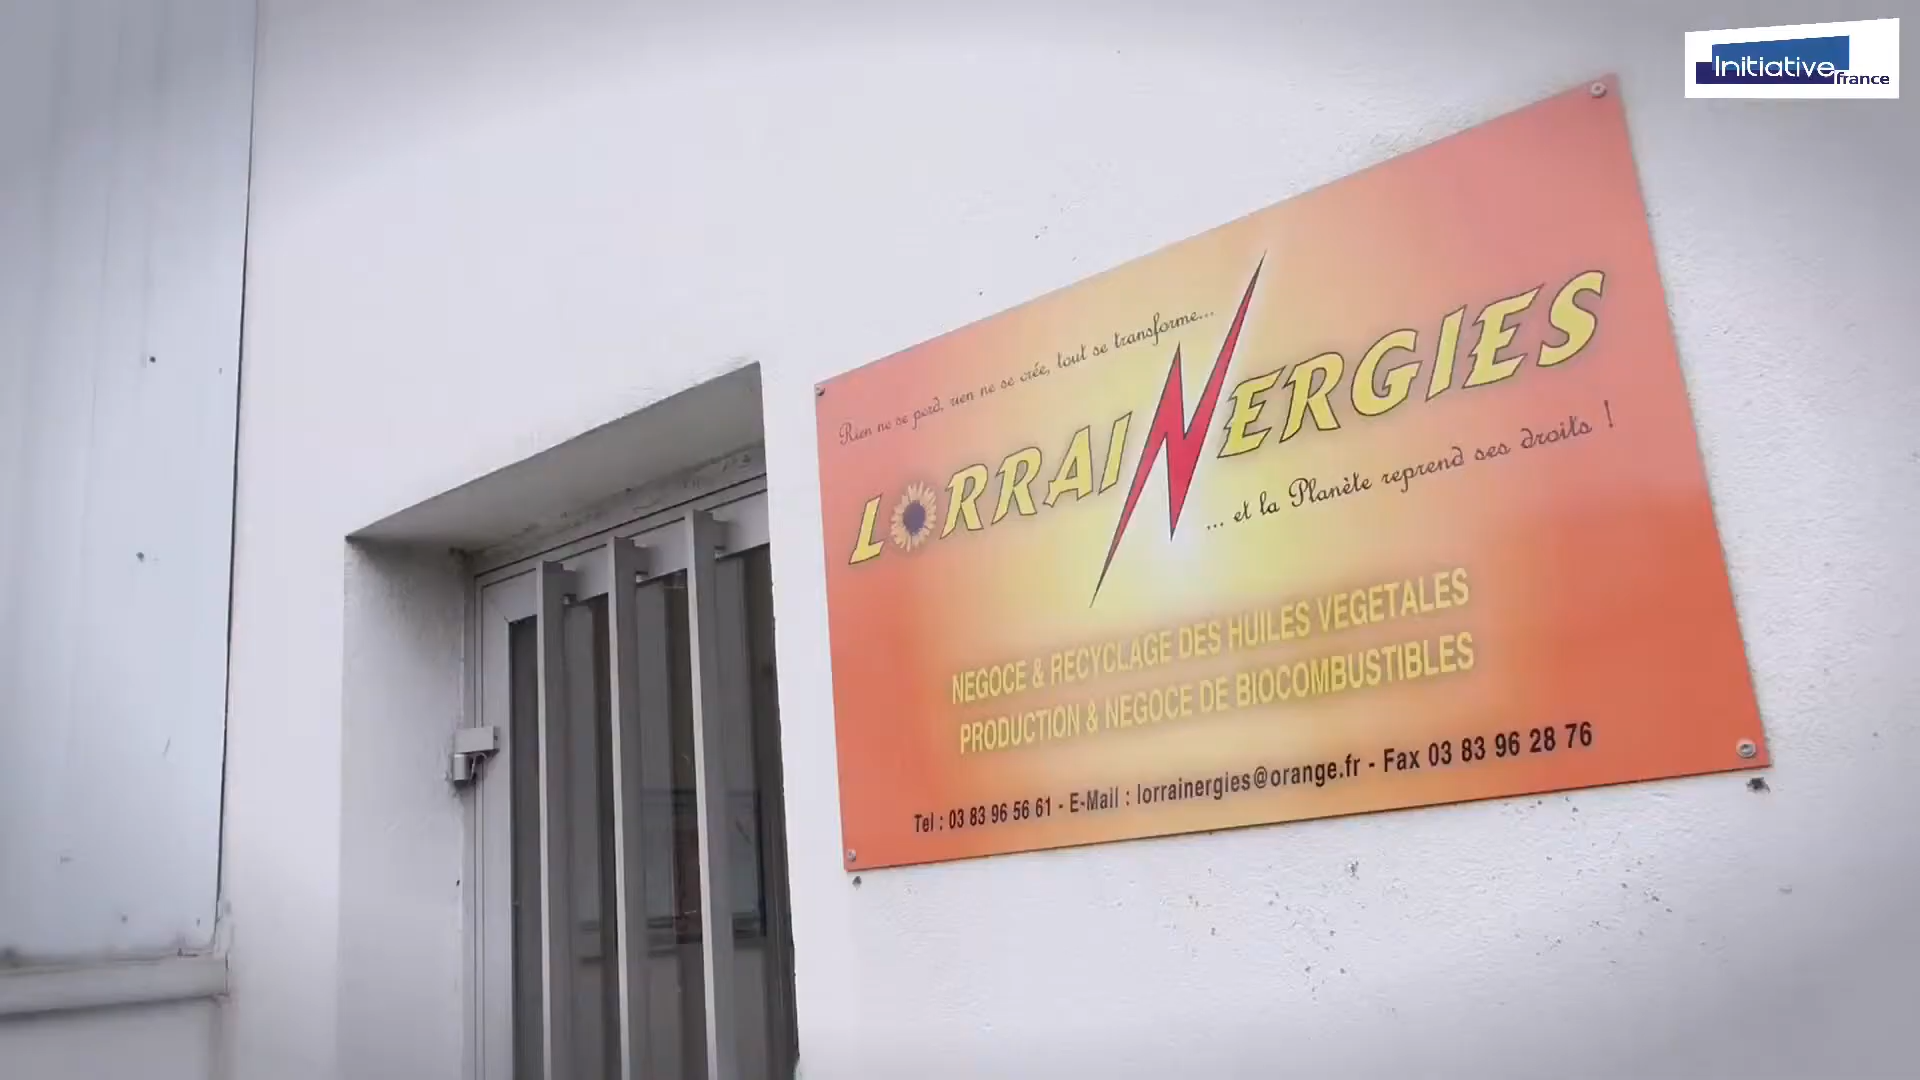 Initiative
france
Rien ne se perd, rien ne se crée, tout se transforme...
LORRAINERGIES
... et la Planète reprend ses droits !
NEGOCE & RECYCLAGE DES HUILES VEGETALES
PRODUCTION & NEGOCE DE BIOCOMBUSTIBLES
Tel : 03 83 96 56 61 - E-Mail : lorrainergies@orange.fr - Fax 03 83 96 28 76